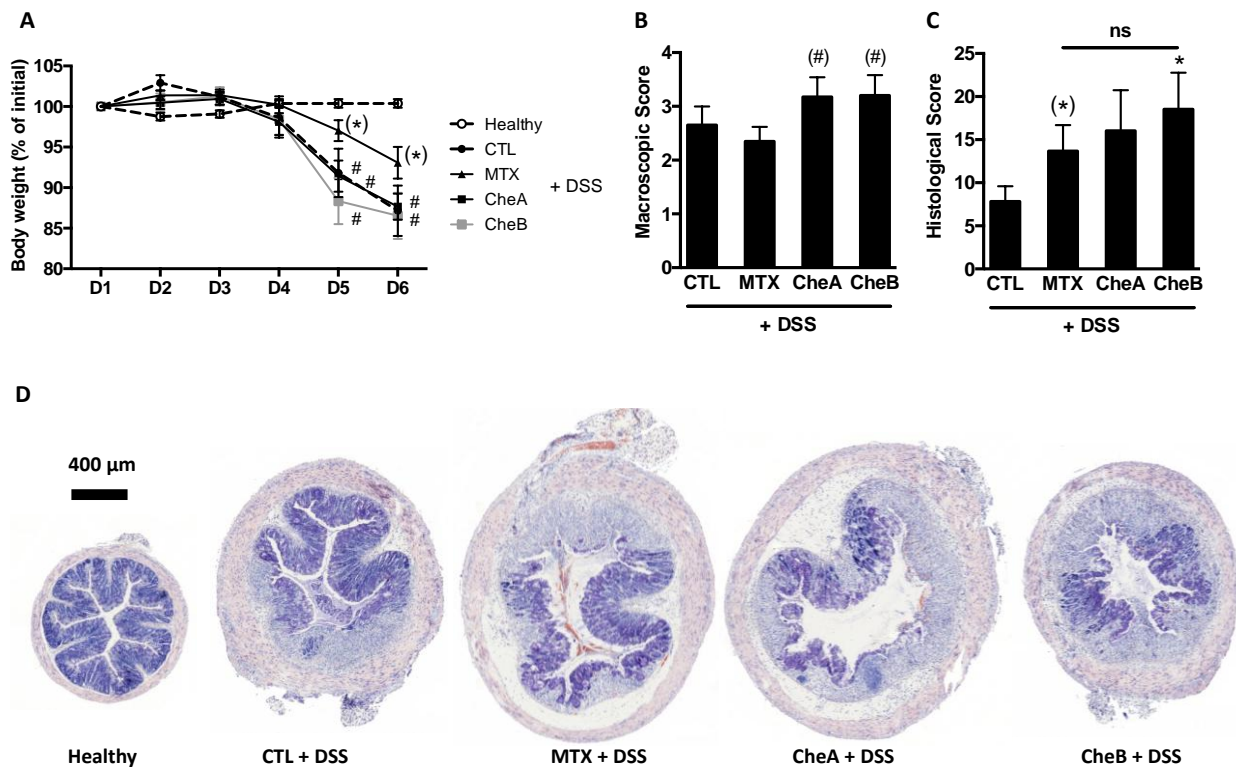 A
Body weight (% of initial)
105
100
95
90
85
80
D1 D2 D3 D4 D5 D6
(*)
(*)
#
#
#
#
#
Healthy
CTL
MTX
CheA
CheB
+ DSS
B
Macroscopic Score
4
3
2
1
0
(#) (#)
CTL MTX CheA CheB
+ DSS
C
Histological Score
25
20
15
10
5
0
ns
(*)
*
CTL MTX CheA CheB
+ DSS
D
400 µm
Healthy CTL + DSS MTX + DSS CheA + DSS CheB + DSS